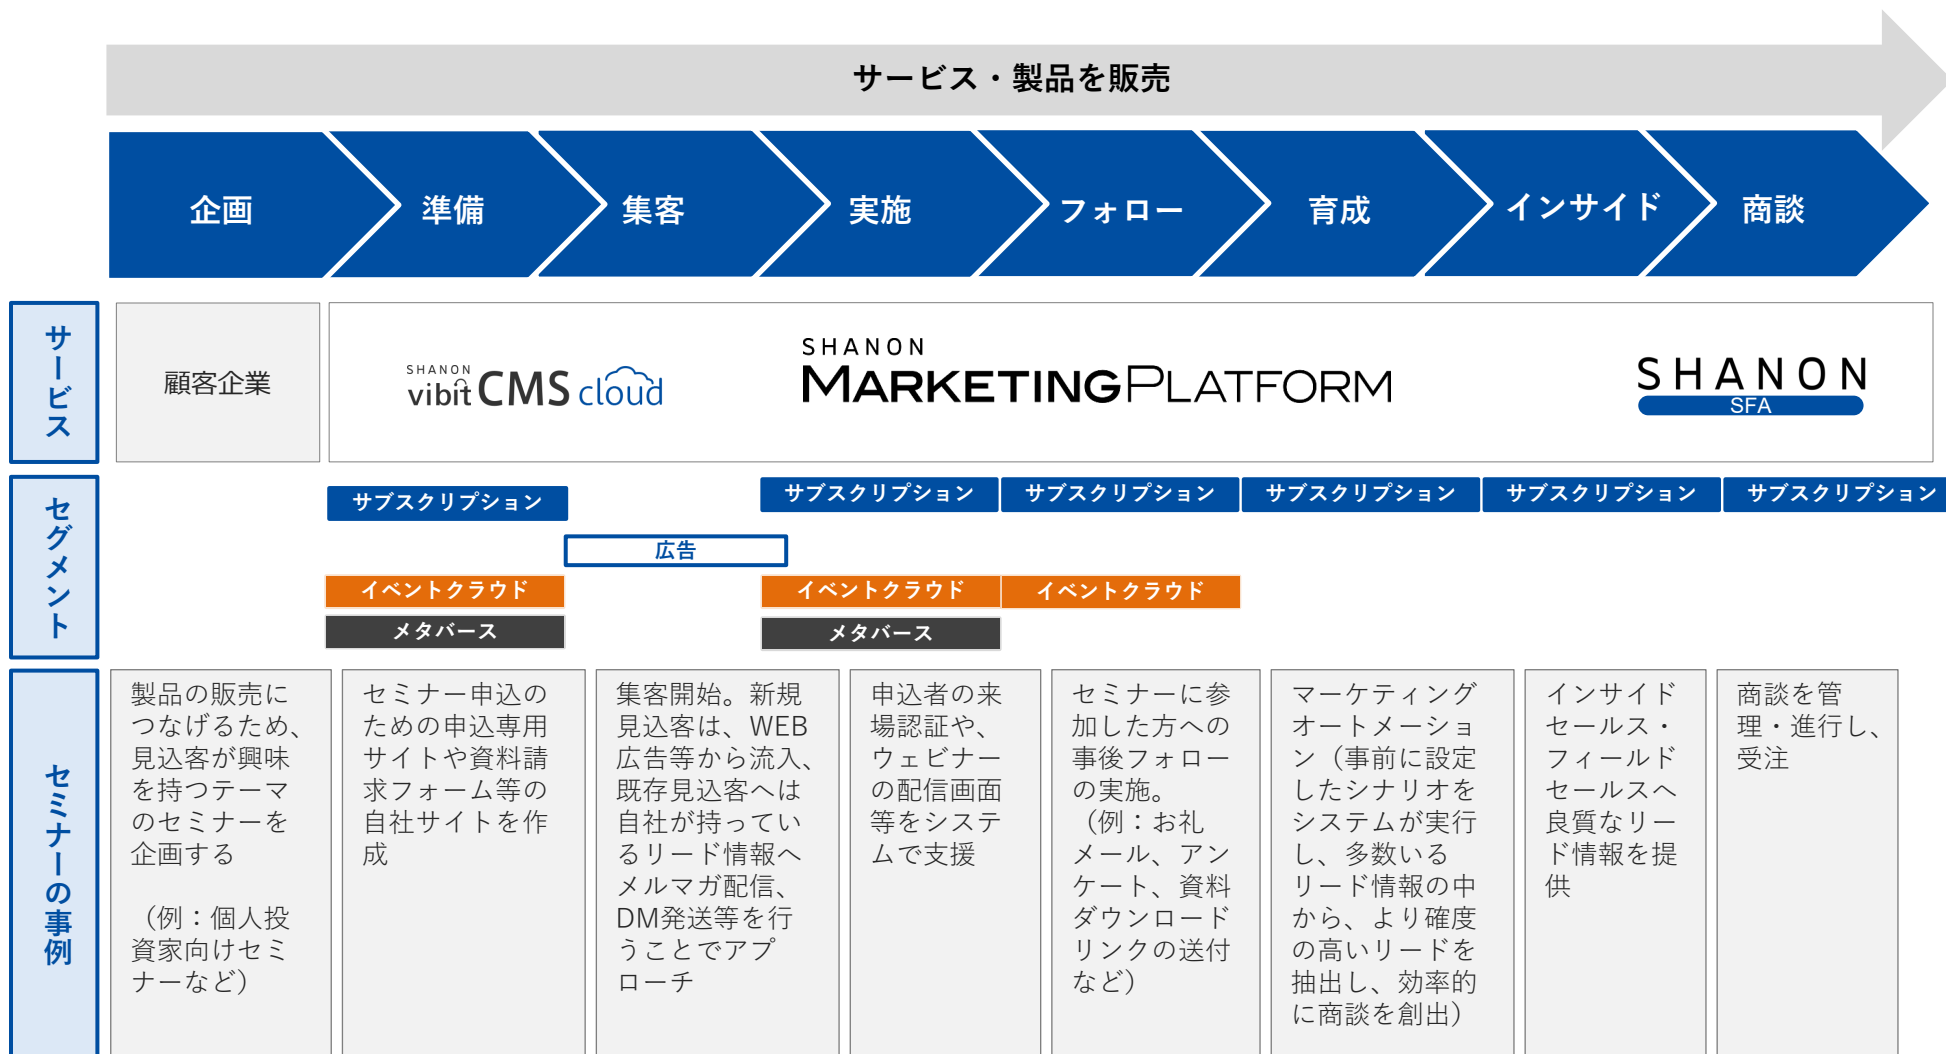 サービス・製品を販売
企画
準備
集客
実施
フォロー
育成
インサイド
商談
サービス
顧客企業
SHANON
vibit CMS cloud
SHANON
MARKETINGPLATFORM
SHANON
SFA
セグメント
サブスクリプション
サブスクリプション
サブスクリプション
サブスクリプション
サブスクリプション
サブスクリプション
広告
イベントクラウド
イベントクラウド
イベントクラウド
メタバース
メタバース
セミナーの事例
製品の販売に
つなげるため、
見込客が興味
を持つテーマ
のセミナーを
企画する
（例：個人投
資家向けセミ
ナーなど）
セミナー申込の
ための申込専用
サイトや資料請
求フォーム等の
自社サイトを作
成
集客開始。新規
見込客は、WEB
広告等から流入、
既存見込客へは
自社が持ってい
るリード情報へ
メルマガ配信、
DM発送等を行
うことでアプ
ローチ
申込者の来
場認証や、
ウェビナー
の配信画面
等をシステ
ムで支援
セミナーに参
加した方への
事後フォロー
の実施。
（例：お礼
メール、アン
ケート、資料
ダウンロード
リンクの送付
など）
マーケティング
オートメーショ
ン（事前に設定
したシナリオを
システムが実行
し、多数いる
リード情報の中
から、より確度
の高いリードを
抽出し、効率的
に商談を創出）
インサイド
セールス・
フィールド
セールスへ
良質なリー
ド情報を提
供
商談を管
理・進行し、
受注